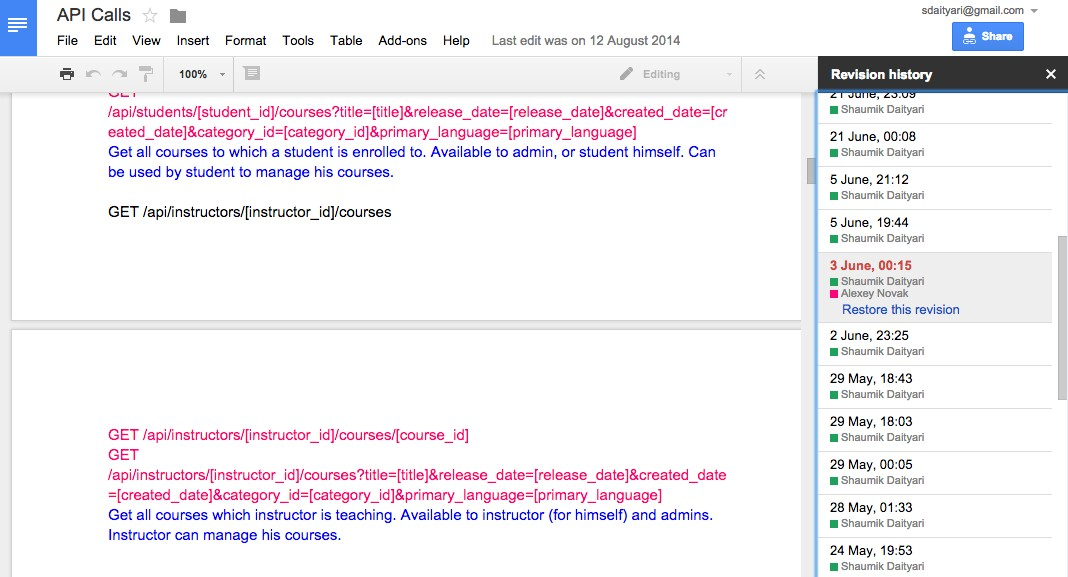 API Calls
sdaityari@gmail.com
File Edit View Insert Format Tools Table Add-ons Help Last edit was on 12 August 2014
Share
100% Editing
GET
/api/students/[student_id]/courses?title=[title]&release_date=[release_date]&created_date=[cr
eated_date]&category_id=[category_id]&primary_language=[primary_language]
Get all courses to which a student is enrolled to. Available to admin, or student himself. Can
be used by student to manage his courses.
GET /api/instructors/[instructor_id]/courses
GET /api/instructors/[instructor_id]/courses/[course_id]
GET
/api/instructors/[instructor_id]/courses?title=[title]&release_date=[release_date]&created_date
=[created_date]&category_id=[category_id]&primary_language=[primary_language]
Get all courses which instructor is teaching. Available to instructor (for himself) and admins.
Instructor can manage his courses.
Revision history
21 June, 23:09
Shaumik Daityari
21 June, 00:08
Shaumik Daityari
5 June, 21:12
Shaumik Daityari
5 June, 19:44
Shaumik Daityari
3 June, 00:15
Shaumik Daityari
Alexey Novak
Restore this revision
2 June, 23:25
Shaumik Daityari
29 May, 18:43
Shaumik Daityari
29 May, 18:03
Shaumik Daityari
29 May, 00:05
Shaumik Daityari
28 May, 01:33
Shaumik Daityari
24 May, 19:53
Shaumik Daityari